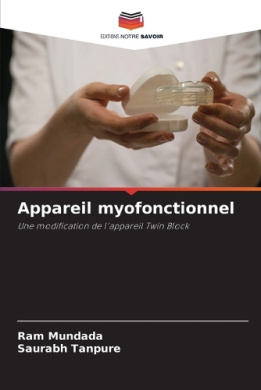 EDITIONS NOTRE SAVOIR
Appareil myofonctionnel
Une modification de l'appareil Twin Block
Ram Mundada
Saurabh Tanpure